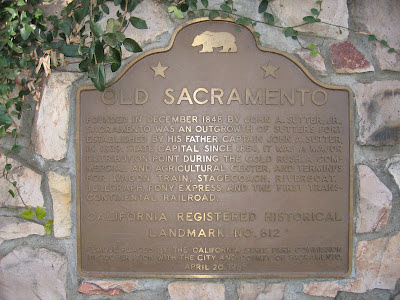 OLD SACRAMENTO
FOUNDED IN DECEMBER 1848 BY JOHN A. SUTTER, JR.,
SACRAMENTO WAS AN OUTGROWTH OF SUTTER'S FORT
ESTABLISHED BY HIS FATHER CAPTAIN JOHN A. SUTTER,
IN 1839. STATE CAPITAL SINCE 1854, IT WAS A MAJOR
DISTRIBUTION POINT DURING THE GOLD RUSH, A COM-
MERCIAL AND AGRICULTURAL CENTER, AND TERMINUS
FOR WAGON TRAIN, STAGECOACH, RIVERBOAT,
TELEGRAPH, PONY EXPRESS AND THE FIRST TRANS-
CONTINENTAL RAILROAD.
CALIFORNIA REGISTERED HISTORICAL
LANDMARK NO. 812
THE CALIFORNIA STATE PARK COMMISSION
IN COOPERATION WITH THE CITY AND COUNTY OF SACRAMENTO,
APRIL 20,